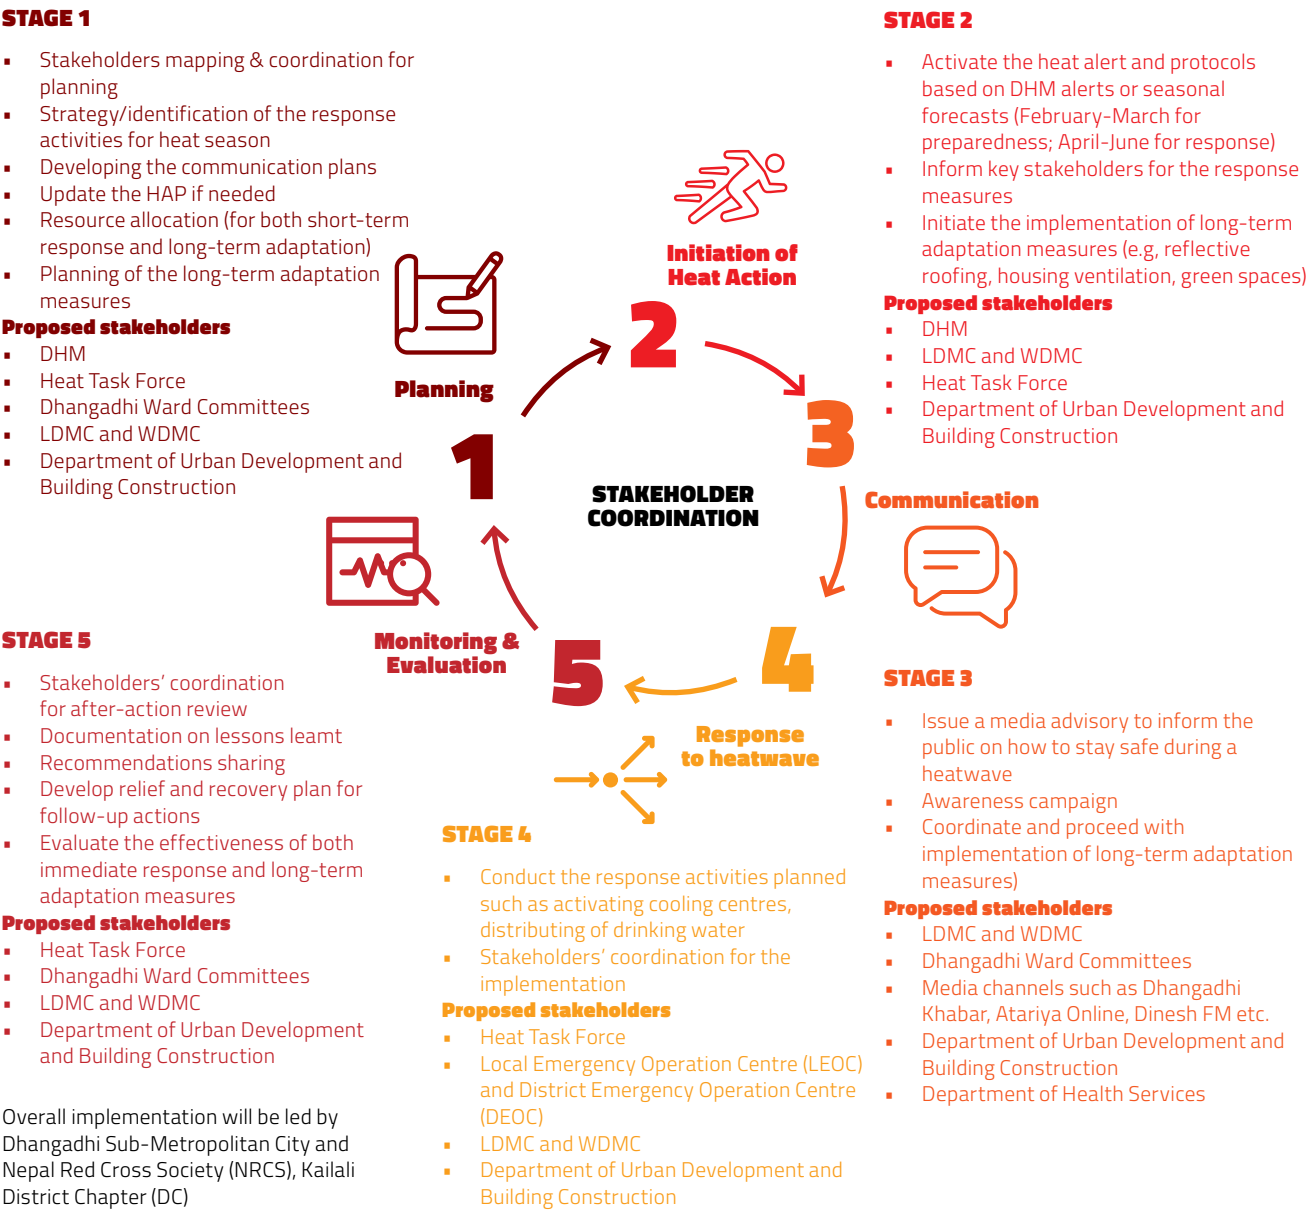 STAGE 1
▪ Stakeholders mapping & coordination for
planning
▪ Strategy/identification of the response
activities for heat season
▪ Developing the communication plans
▪ Update the HAP if needed
▪ Resource allocation (for both short-term
response and long-term adaptation)
▪ Planning of the long-term adaptation
measures
Proposed stakeholders
▪ DHM
▪ Heat Task Force
▪ Dhangadhi Ward Committees
▪ LDMC and WDMC
▪ Department of Urban Development and
Building Construction
Planning
1
Initiation of
Heat Action
2
STAGE 2
▪ Activate the heat alert and protocols
based on DHM alerts or seasonal
forecasts (February-March for
preparedness; April-June for response)
▪ Inform key stakeholders for the response
measures
▪ Initiate the implementation of long-term
adaptation measures (e.g, reflective
roofing, housing ventilation, green spaces)
Proposed stakeholders
▪ DHM
▪ LDMC and WDMC
▪ Heat Task Force
▪ Department of Urban Development and
Building Construction
3
Communication
STAKEHOLDER
COORDINATION
STAGE 3
▪ Issue a media advisory to inform the
public on how to stay safe during a
heatwave
▪ Awareness campaign
▪ Coordinate and proceed with
implementation of long-term adaptation
measures)
Proposed stakeholders
▪ LDMC and WDMC
▪ Dhangadhi Ward Committees
▪ Media channels such as Dhangadhi
Khabar, Atariya Online, Dinesh FM etc.
▪ Department of Urban Development and
Building Construction
▪ Department of Health Services
4
Response
to heatwave
STAGE 4
▪ Conduct the response activities planned
such as activating cooling centres,
distributing of drinking water
▪ Stakeholders’ coordination for the
implementation
Proposed stakeholders
▪ Heat Task Force
▪ Local Emergency Operation Centre (LEOC)
and District Emergency Operation Centre
(DEOC)
▪ LDMC and WDMC
▪ Department of Urban Development and
Building Construction
5
Monitoring &
Evaluation
STAGE 5
▪ Stakeholders’ coordination
for after-action review
▪ Documentation on lessons leamt
▪ Recommendations sharing
▪ Develop relief and recovery plan for
follow-up actions
▪ Evaluate the effectiveness of both
immediate response and long-term
adaptation measures
Proposed stakeholders
▪ Heat Task Force
▪ Dhangadhi Ward Committees
▪ LDMC and WDMC
▪ Department of Urban Development
and Building Construction
Overall implementation will be led by
Dhangadhi Sub-Metropolitan City and
Nepal Red Cross Society (NRCS), Kailali
District Chapter (DC)